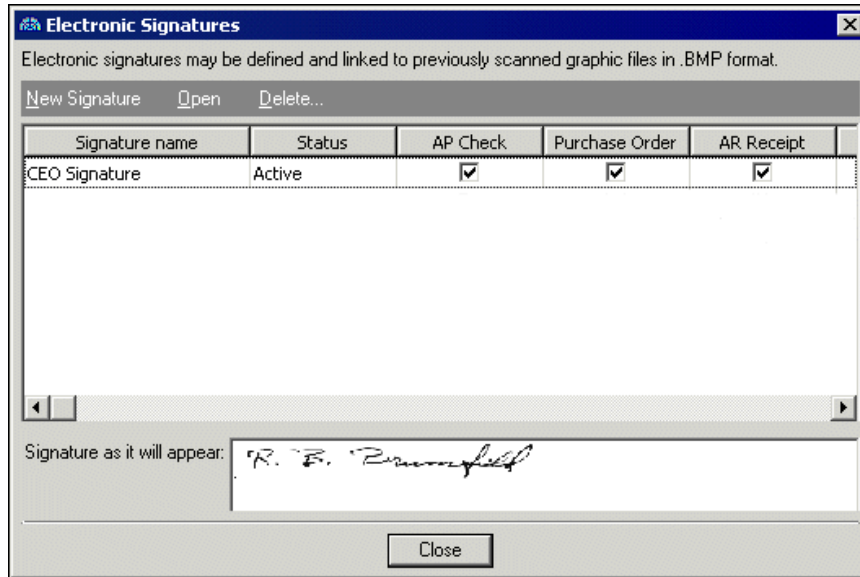 Electronic Signatures
Electronic signatures may be defined and linked to previously scanned graphic files in .BMP format.
New Signature Open Delete...
Signature name Status AP Check Purchase Order AR Receipt
CEO Signature Active
Signature as it will appear: R. B. Brumfield
Close